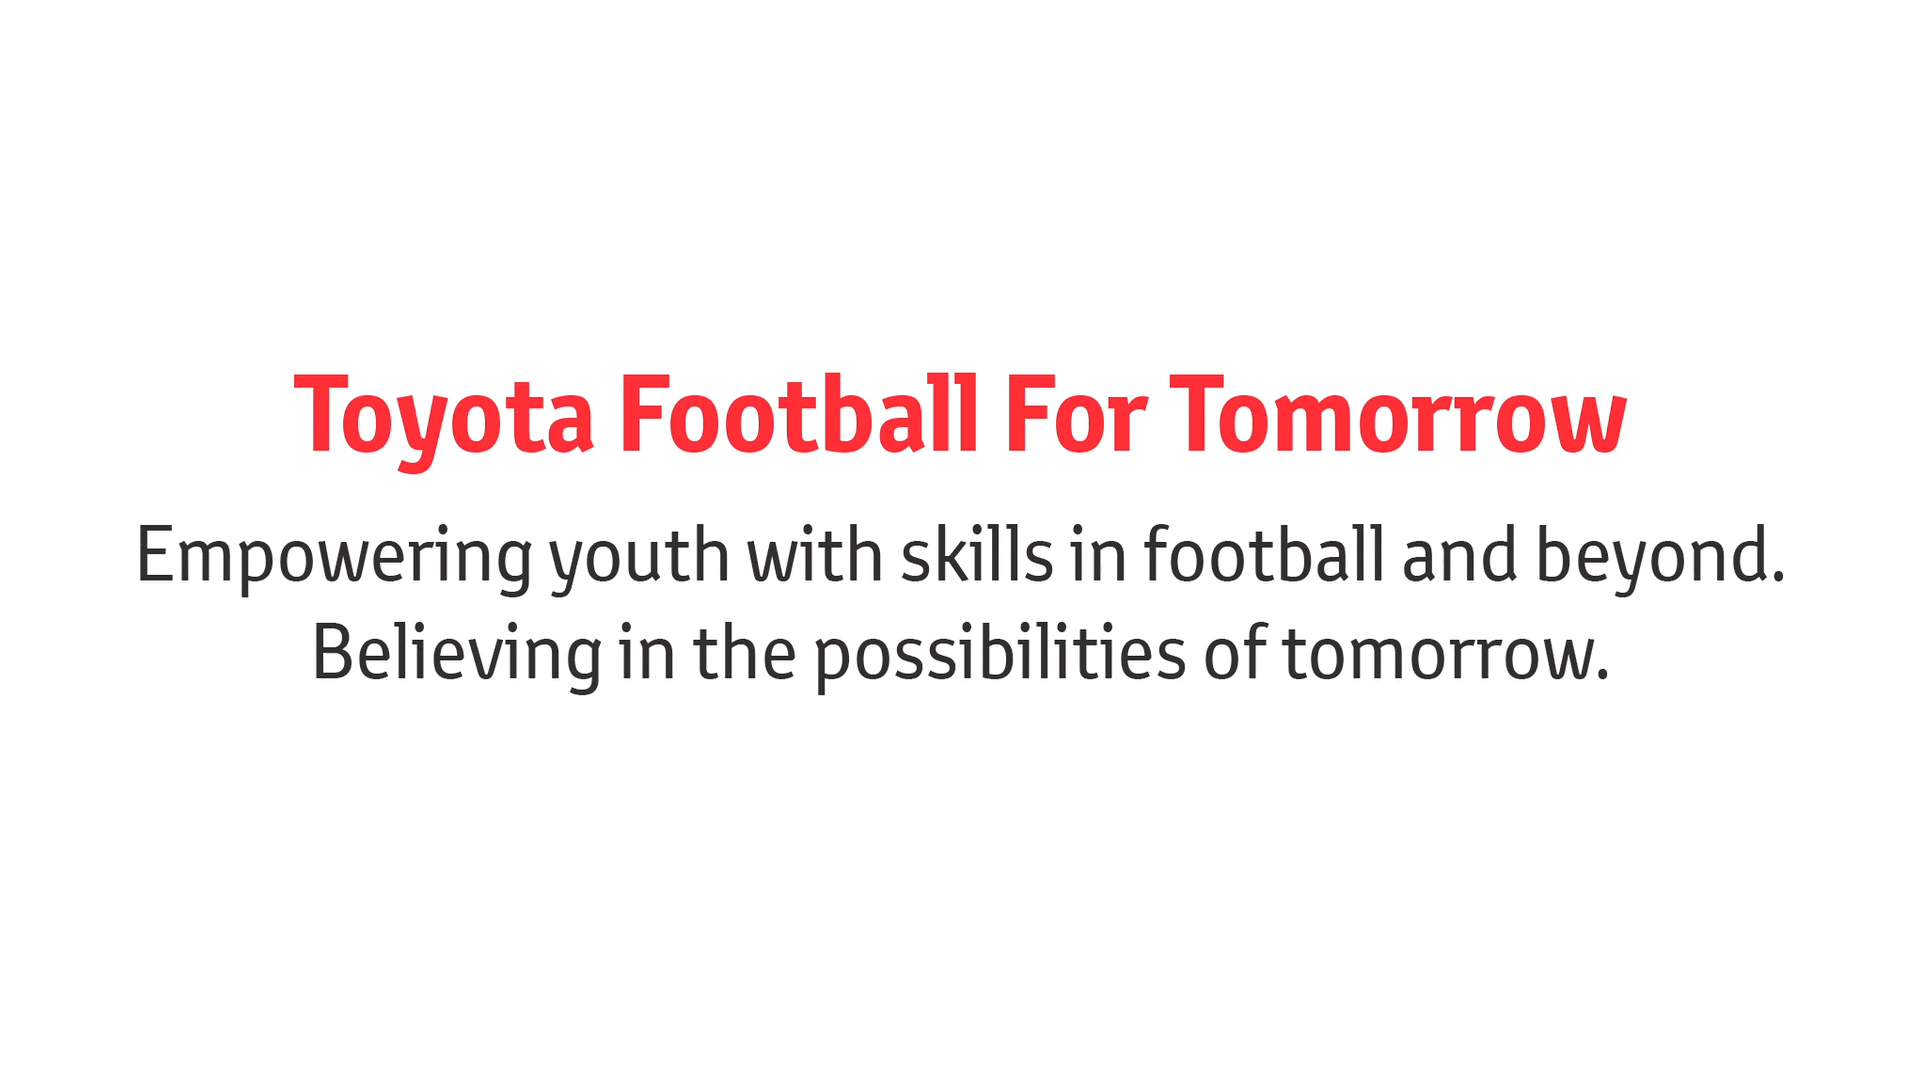 Toyota Football For Tomorrow
Empowering youth with skills in football and beyond.
Believing in the possibilities of tomorrow.